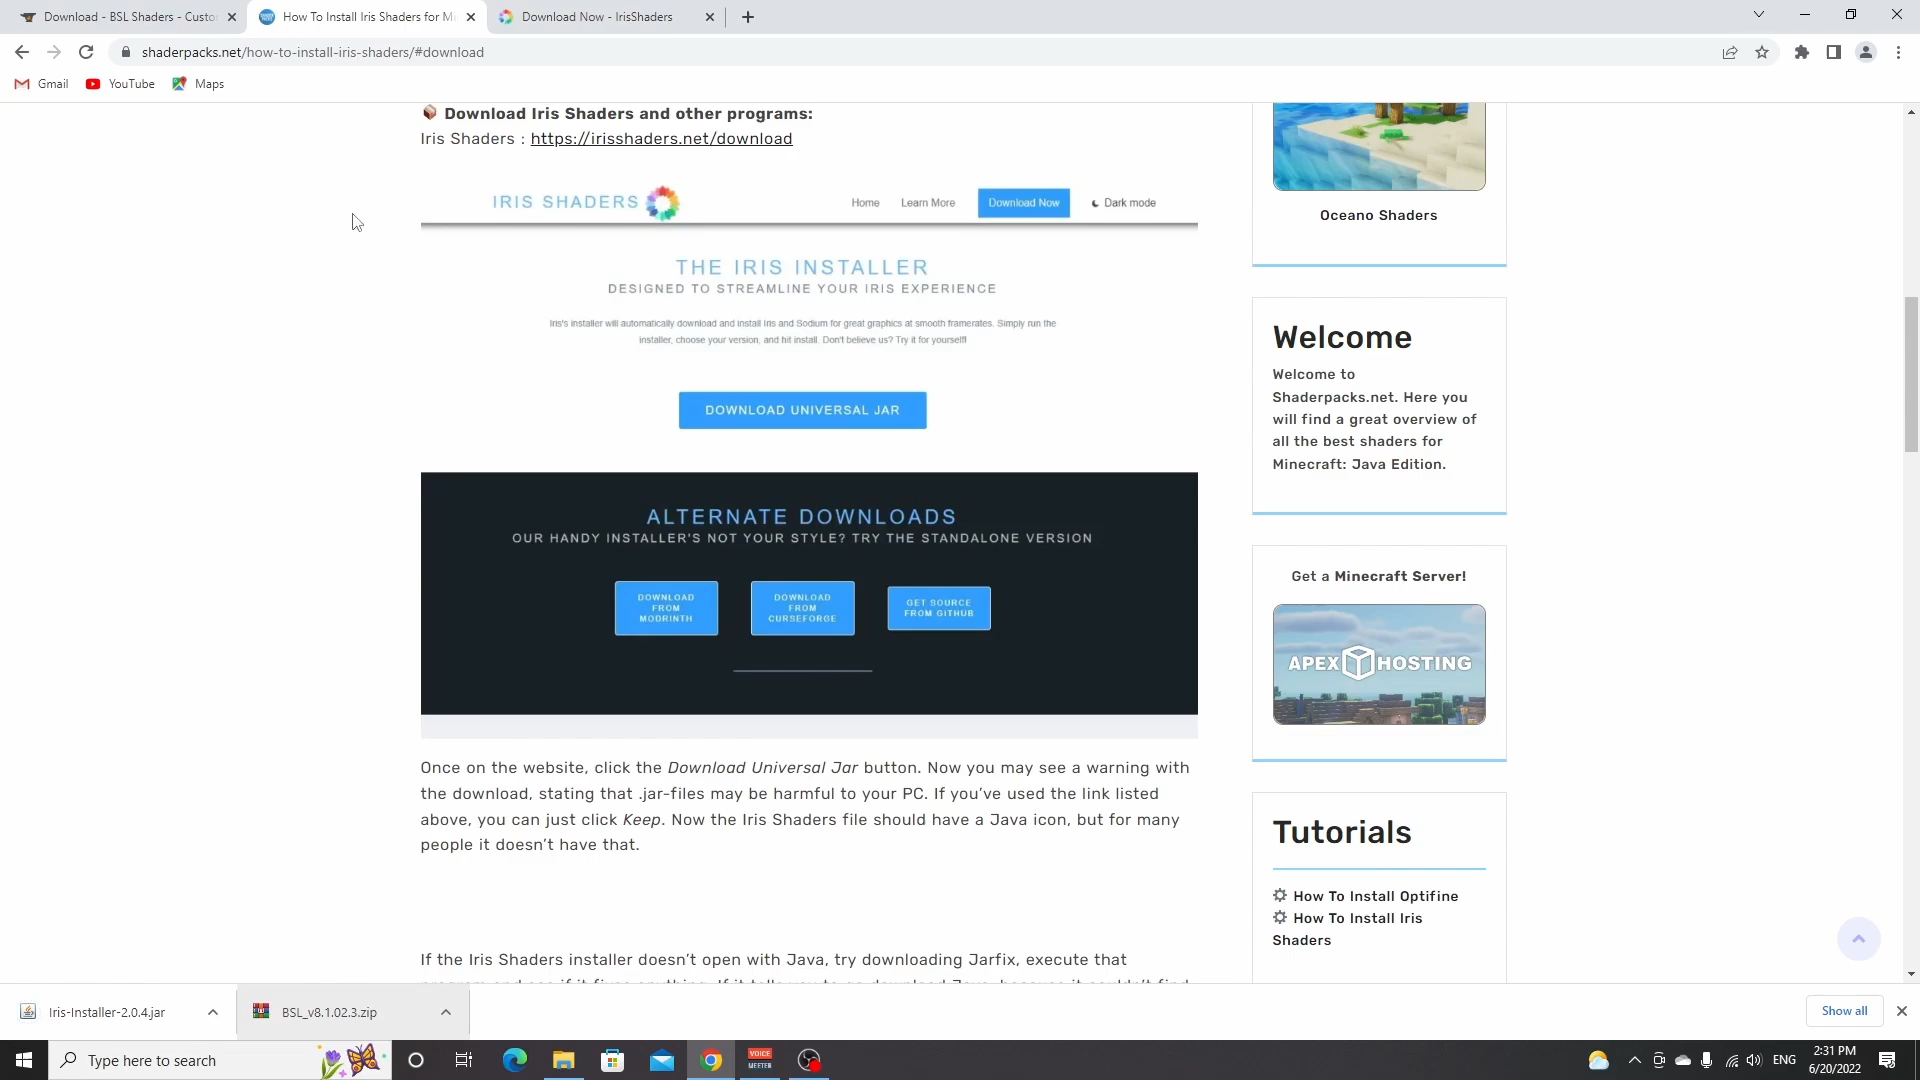 Download - BSL Shaders - Custo
How To Install Iris Shaders for Mi
Download Now - IrisShaders
shaderpacks.net/how-to-install-iris-shaders/#download
Gmail
YouTube
Maps
Download Iris Shaders and other programs:
Iris Shaders : https://irisshaders.net/download
IRIS SHADERS
Home
Learn More
Download Now
Dark mode
THE IRIS INSTALLER
DESIGNED TO STREAMLINE YOUR IRIS EXPERIENCE
Iris's installer will automatically download and install Iris and Sodium for great graphics at smooth framerates. Simply run the
installer, choose your version, and hit install. Don't believe us? Try it for yourself!
DOWNLOAD UNIVERSAL JAR
ALTERNATE DOWNLOADS
OUR HANDY INSTALLER'S NOT YOUR STYLE? TRY THE STANDALONE VERSION
DOWNLOAD
FROM
MODRINTH
DOWNLOAD
FROM
CURSEFORGE
GET SOURCE
FROM GITHUB
Once on the website, click the Download Universal Jar button. Now you may see a warning with
the download, stating that .jar-files may be harmful to your PC. If you've used the link listed
above, you can just click Keep. Now the Iris Shaders file should have a Java icon, but for many
people it doesn't have that.
If the Iris Shaders installer doesn't open with Java, try downloading Jarfix, execute that
Oceano Shaders
Welcome
Welcome to
Shaderpacks.net. Here you
will find a great overview of
all the best shaders for
Minecraft: Java Edition.
Get a Minecraft Server!
APEX HOSTING
Tutorials
How To Install Optifine
How To Install Iris
Shaders
Iris-Installer-2.0.4.jar
BSL_v8.1.02.3.zip
Show all
Type here to search
VOICE
MEETER
ENG
2:31 PM
6/20/2022